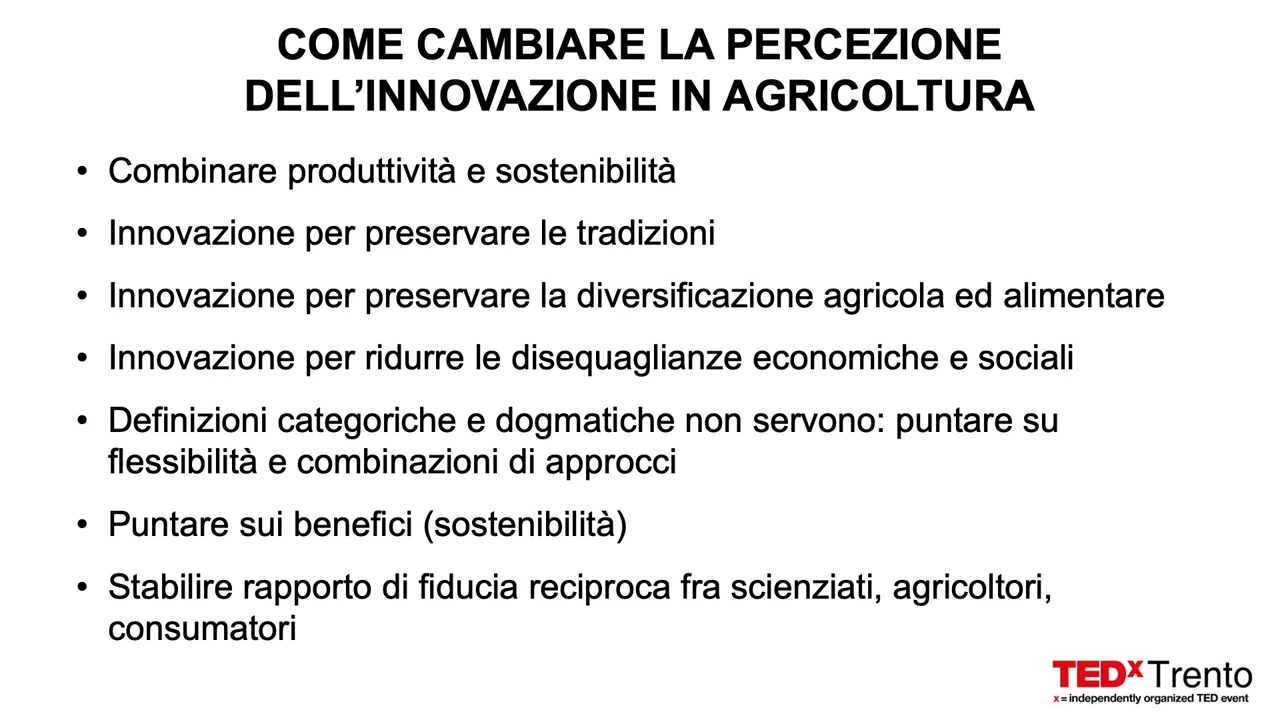 COME CAMBIARE LA PERCEZIONE
DELL’INNOVAZIONE IN AGRICOLTURA
• Combinare produttività e sostenibilità
• Innovazione per preservare le tradizioni
• Innovazione per preservare la diversificazione agricola ed alimentare
• Innovazione per ridurre le disequaglianze economiche e sociali
• Definizioni categoriche e dogmatiche non servono: puntare su
flessibilità e combinazioni di approcci
• Puntare sui benefici (sostenibilità)
• Stabilire rapporto di fiducia reciproca fra scienziati, agricoltori,
consumatori
TEDx Trento
x = independently organized TED event